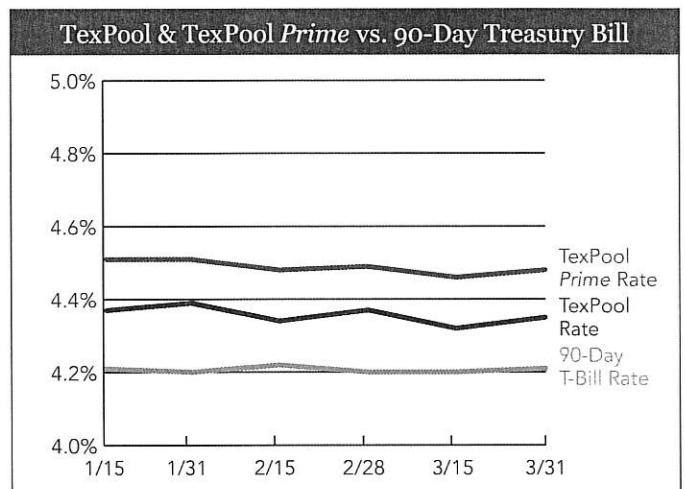 TexPool & TexPool Prime vs. 90-Day Treasury Bill
5.0%
4.8%
4.6%
4.4%
4.2%
4.0%
TexPool
Prime Rate
TexPool
Rate
90-Day
T-Bill Rate
1/15 1/31 2/15 2/28 3/15 3/31